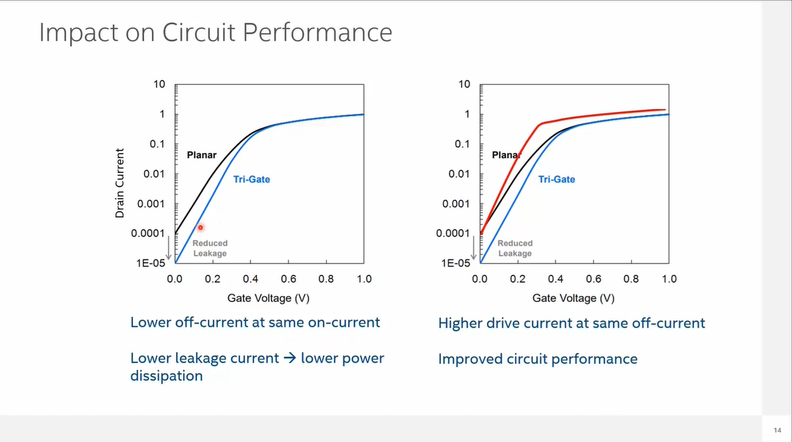 Impact on Circuit Performance
10
1
0.1
0.01
0.001
0.0001
1E-05
Drain Current
Planar
Tri-Gate
Reduced
Leakage
0.0 0.2 0.4 0.6 0.8 1.0
Gate Voltage (V)
Lower off-current at same on-current
Lower leakage current → lower power
dissipation
10
1
0.1
0.01
0.001
0.0001
1E-05
Planar
Tri-Gate
Reduced
Leakage
0.0 0.2 0.4 0.6 0.8 1.0
Gate Voltage (V)
Higher drive current at same off-current
Improved circuit performance
14